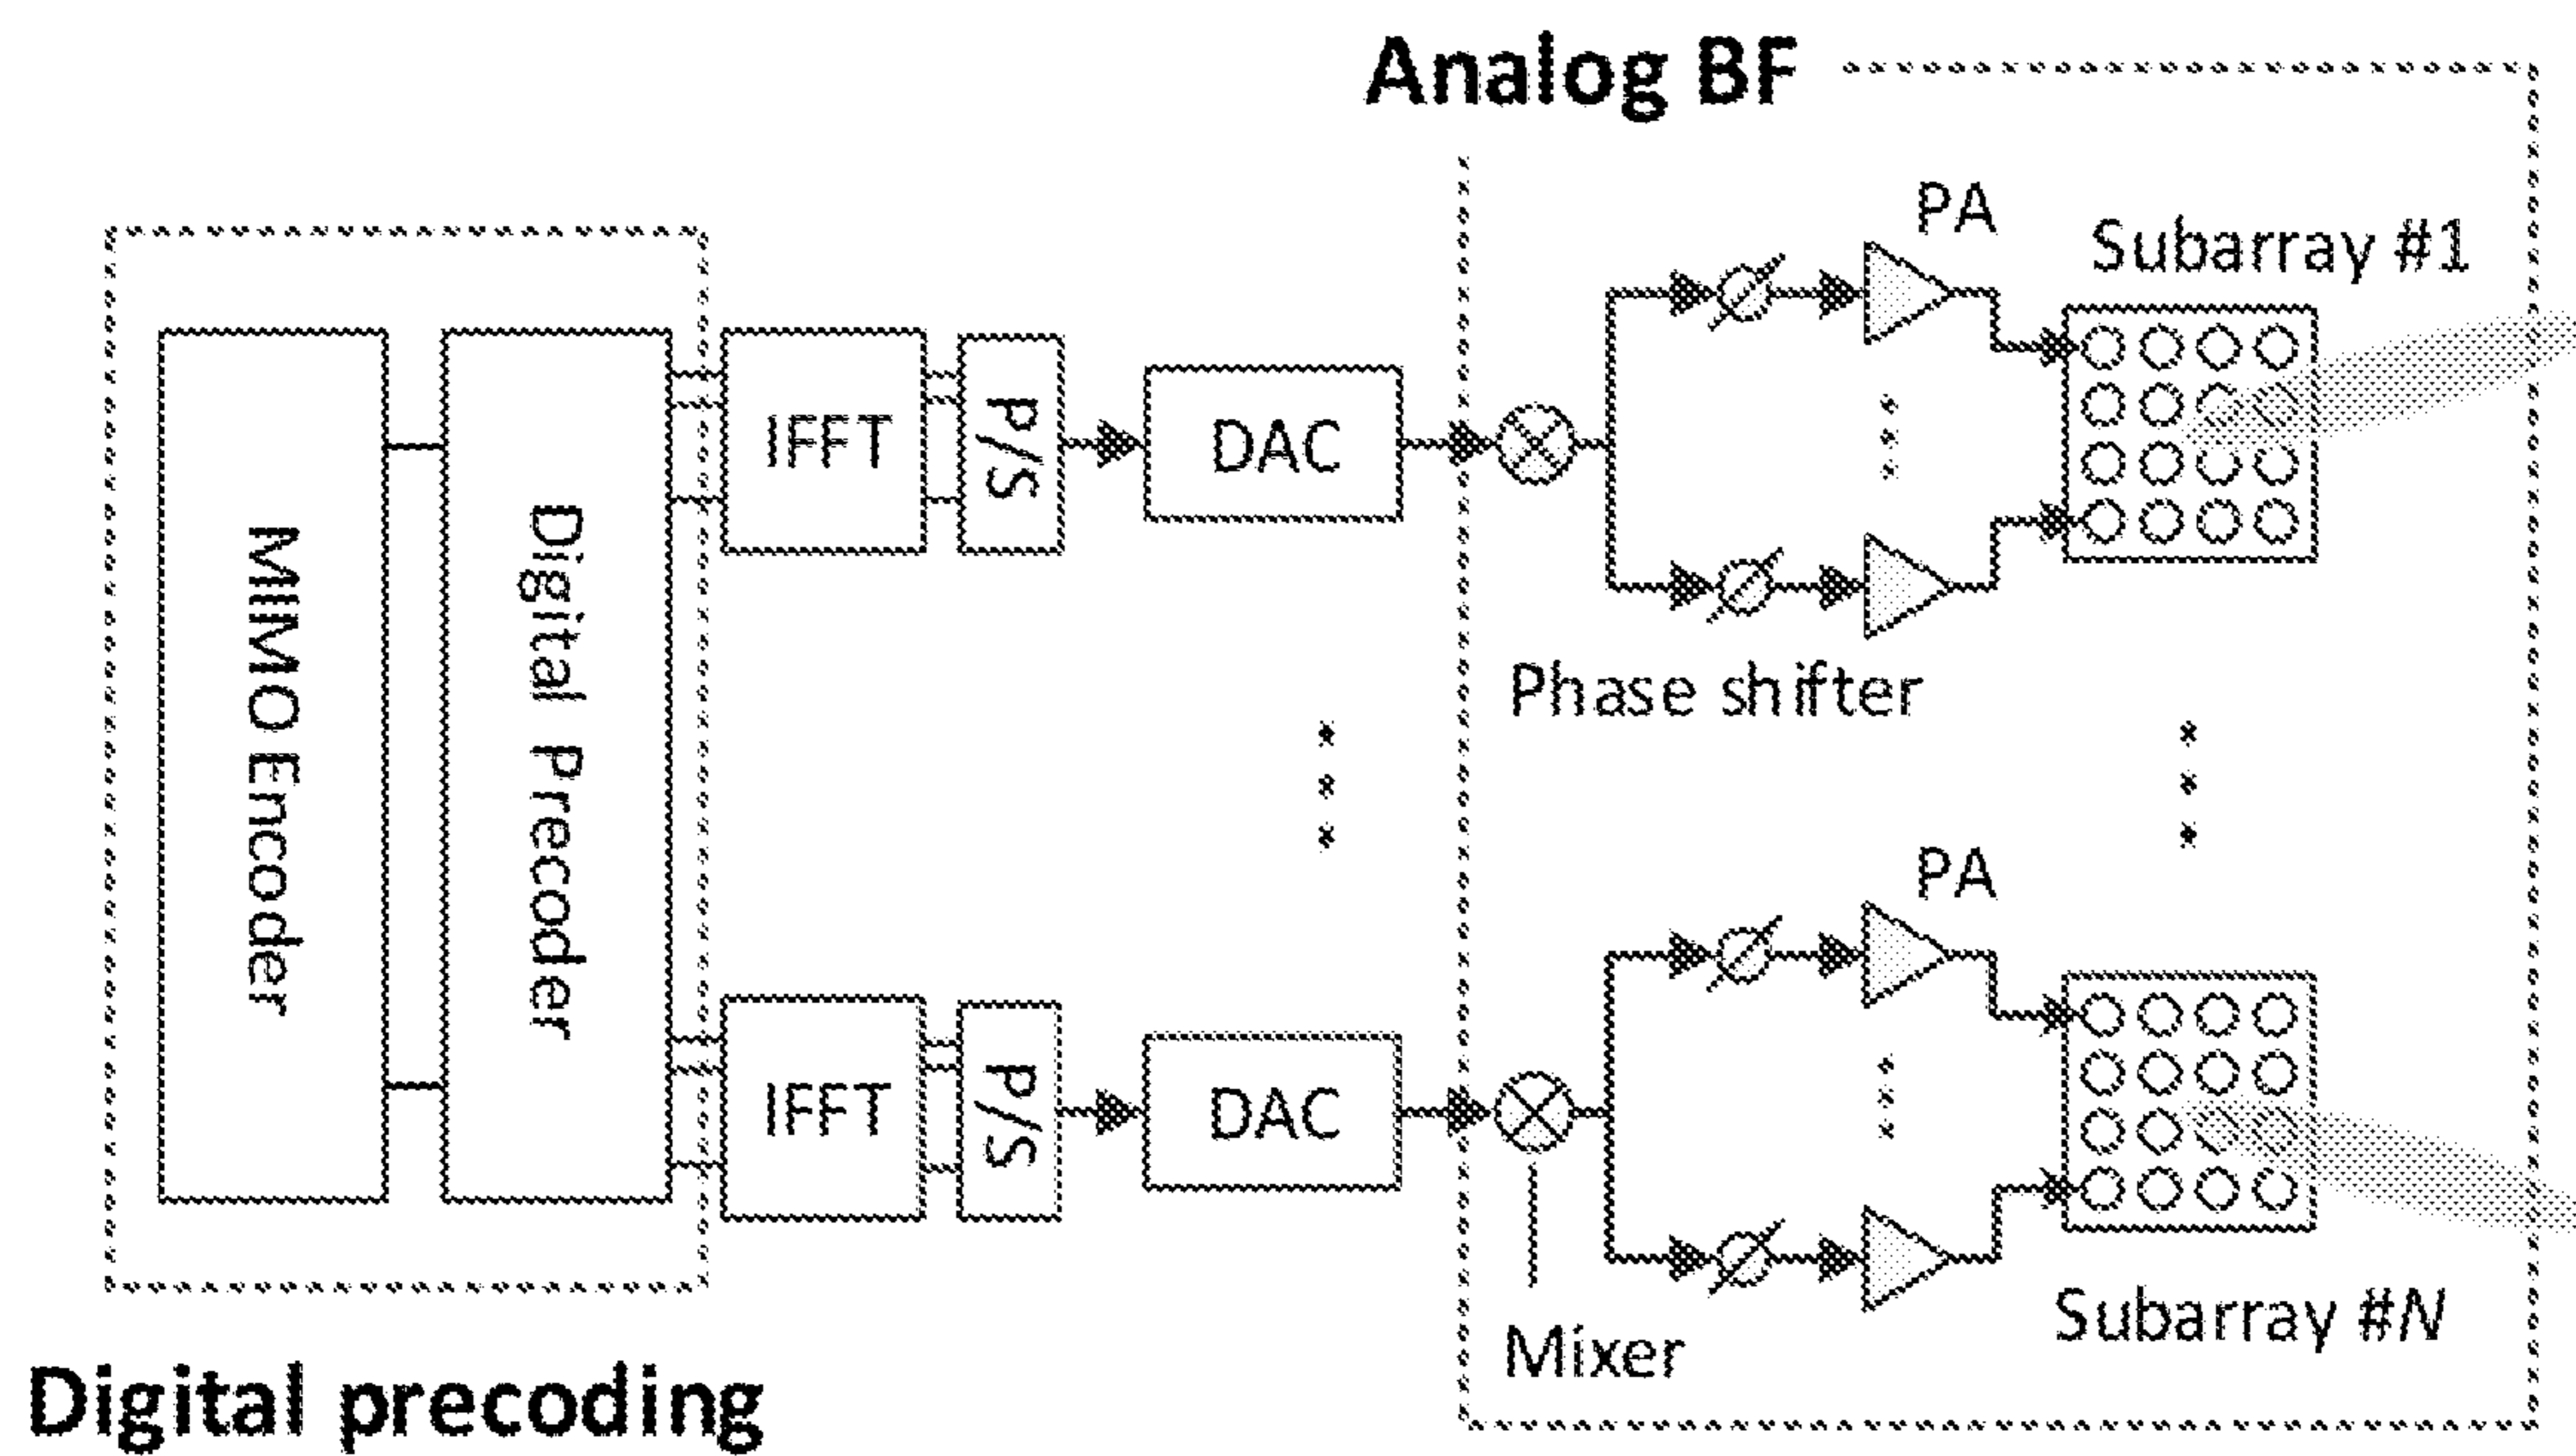 Analog BF
PA
Subarray #1
MIMO Encoder
Digital Precoder
IFFT
P/S
DAC
Phase shifter
PA
IFFT
P/S
DAC
Subarray #N
Mixer
Digital precoding